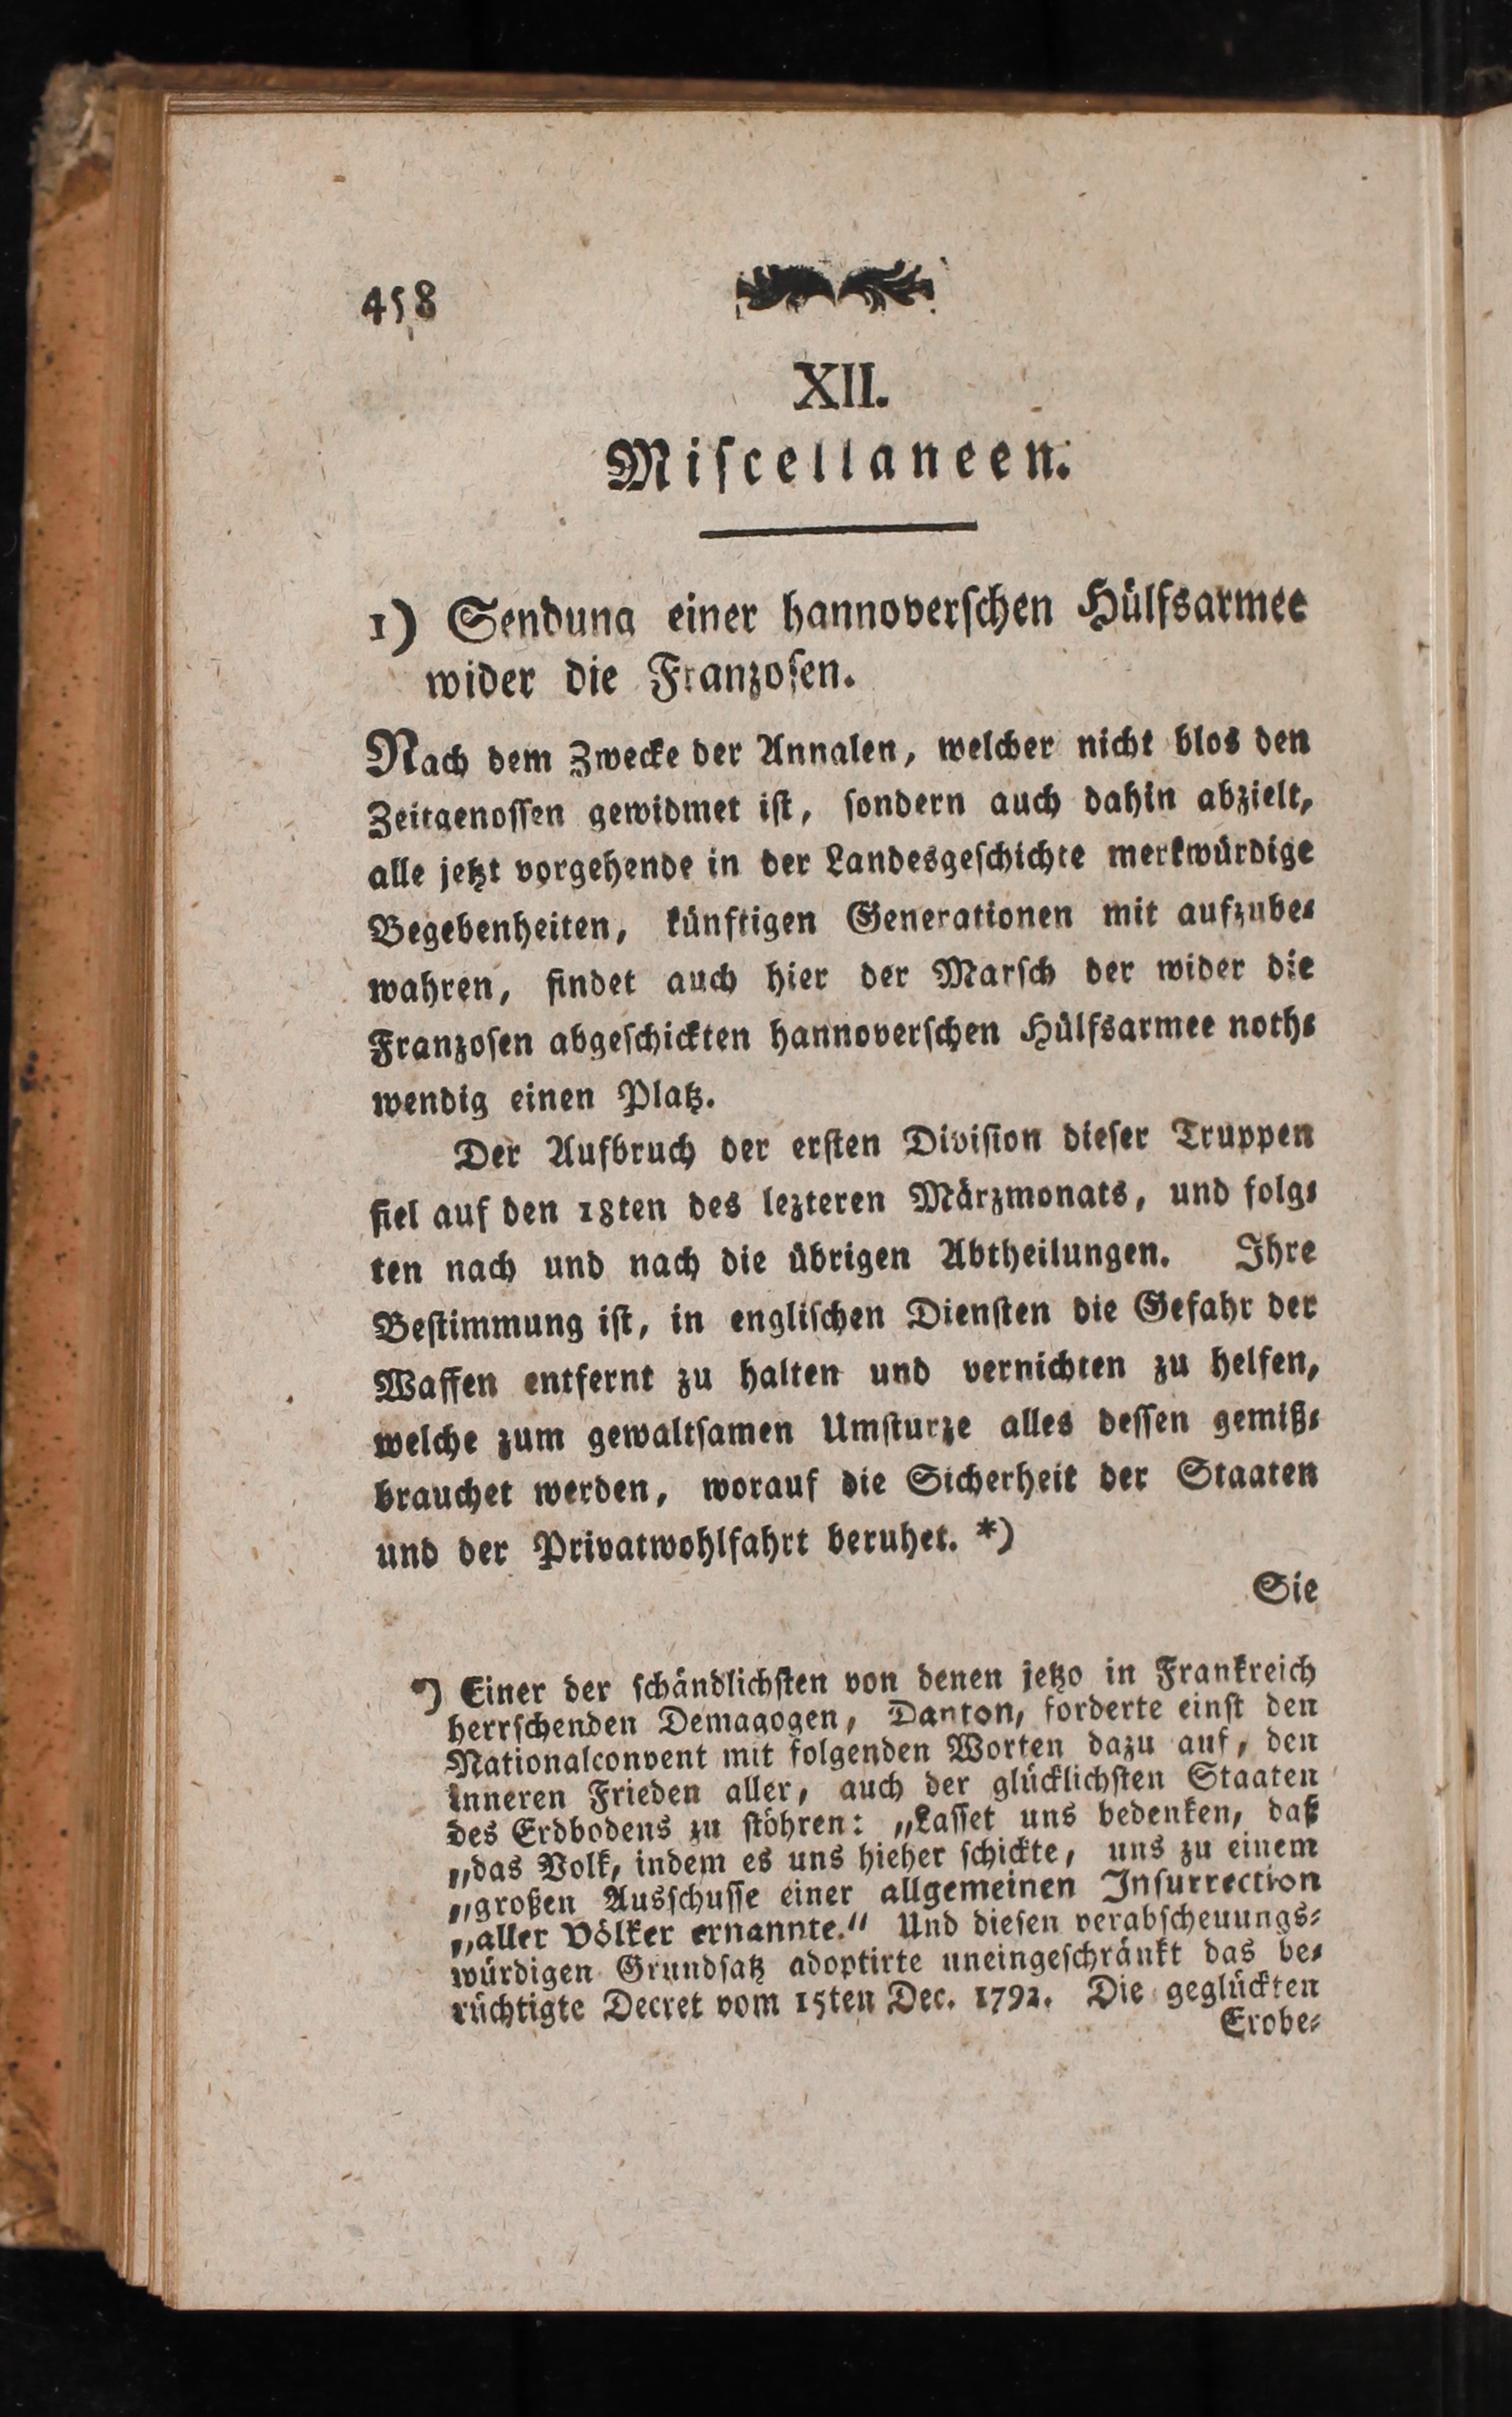 458
XII.
Miſcellaneen.
1) Sendung einer hannoverſchen Hülfsarmee
wider die Franzoſen.
Nach dem Zwecke der Annalen, welcher nicht blos den
Zeitgenoſſen gewidmet iſt, ſondern auch dahin abzielt,
alle jetzt vorgehende in der Landesgeſchichte merkwürdige
Begebenheiten, künftigen Generationen mit aufzube⸗
wahren, findet auch hier der Marſch der wider die
Franzoſen abgeſchickten hannoverſchen Hülfsarmee noth⸗
wendig einen Platz.
Der Aufbruch der erſten Diviſion dieſer Truppen
fiel auf den 18ten des lezteren Märzmonats, und folg⸗
ten nach und nach die übrigen Abtheilungen. Ihre
Beſtimmung iſt, in engliſchen Dienſten die Gefahr der
Waffen entfernt zu halten und vernichten zu helfen,
welche zum gewaltſamen Umſturze alles deſſen gemiß⸗
brauchet werden, worauf die Sicherheit der Staaten
und der Privatwohlfahrt beruhet. *)
Sie
*) Einer der ſchändlichſten von denen jetzo in Frankreich
herrſchenden Demagogen, Danton, forderte einſt den
Nationalconvent mit folgenden Worten dazu auf, den
inneren Frieden aller, auch der glücklichſten Staaten
des Erdbodens zu ſtöhren: „Laſſet uns bedenken, daß
„das Volk, indem es uns hieher ſchickte, uns zu einem
„großen Ausſchuſſe einer allgemeinen Inſurrection
„aller Völker ernannte.“ Und dieſen verabſcheuungs⸗
würdigen Grundſatz adoptirte uneingeſchränkt das be⸗
rüchtigte Decret vom 15ten Dec. 1792. Die geglückten
Erobe⸗